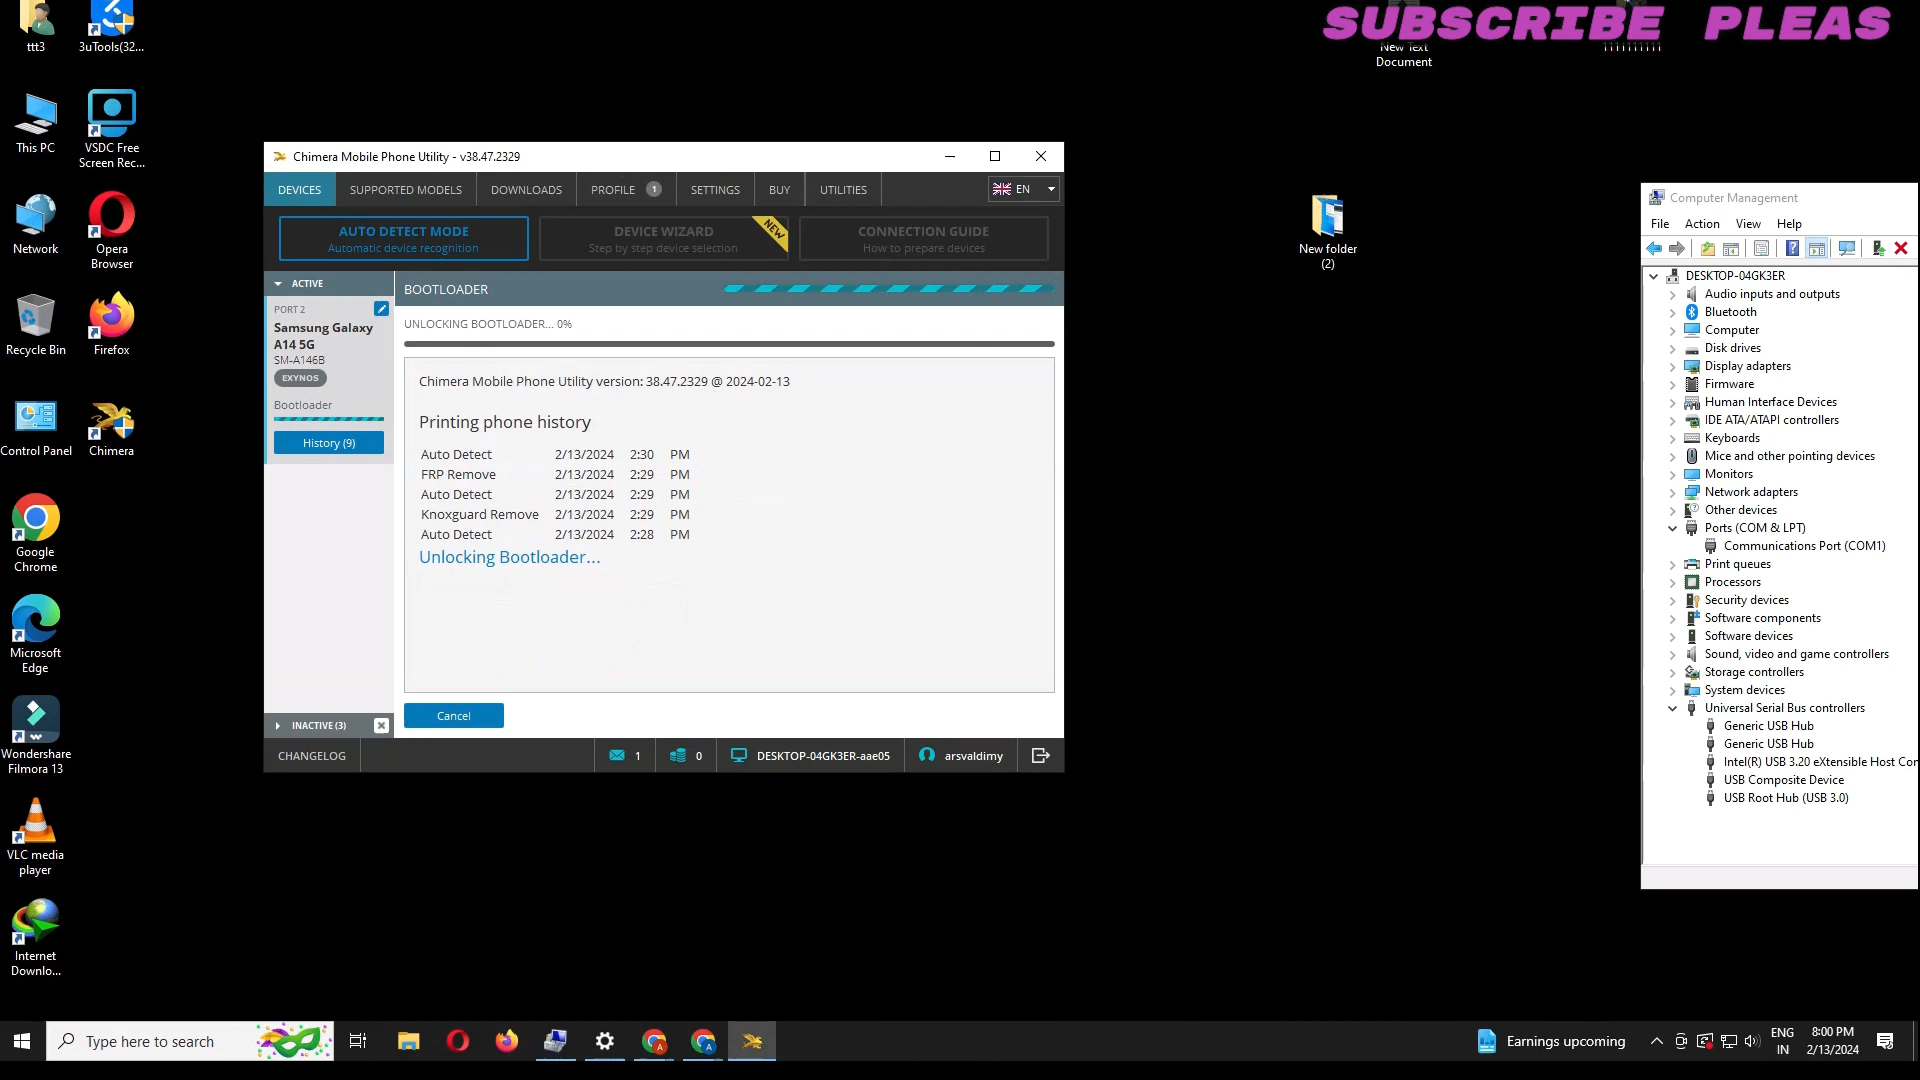 SUBSCRIBE PLEAS
ttt3
3uTools(32...
New Text
Document
This PC
VSDC Free
Screen Rec...
Network
Opera
Browser
Recycle Bin
Firefox
Control Panel
Chimera
Google
Chrome
Microsoft
Edge
Wondershare
Filmora 13
VLC media
player
Internet
Downlo...
New folder
(2)
Chimera Mobile Phone Utility - v38.47.2329
DEVICES
SUPPORTED MODELS
DOWNLOADS
PROFILE 1
SETTINGS
BUY
UTILITIES
EN
AUTO DETECT MODE
Automatic device recognition
DEVICE WIZARD
Step by step device selection
NEW
CONNECTION GUIDE
How to prepare devices
ACTIVE
PORT 2
Samsung Galaxy
A14 5G
SM-A146B
EXYNOS
Bootloader
History (9)
INACTIVE (3)
BOOTLOADER
UNLOCKING BOOTLOADER... 0%
Chimera Mobile Phone Utility version: 38.47.2329 @ 2024-02-13
Printing phone history
Auto Detect 2/13/2024 2:30 PM
FRP Remove 2/13/2024 2:29 PM
Auto Detect 2/13/2024 2:29 PM
Knoxguard Remove 2/13/2024 2:29 PM
Auto Detect 2/13/2024 2:28 PM
Unlocking Bootloader...
Cancel
CHANGELOG
1
0
DESKTOP-04GK3ER-aae05
arsvaldimy
Computer Management
File Action View Help
DESKTOP-04GK3ER
Audio inputs and outputs
Bluetooth
Computer
Disk drives
Display adapters
Firmware
Human Interface Devices
IDE ATA/ATAPI controllers
Keyboards
Mice and other pointing devices
Monitors
Network adapters
Other devices
Ports (COM & LPT)
Communications Port (COM1)
Print queues
Processors
Security devices
Software components
Software devices
Sound, video and game controllers
Storage controllers
System devices
Universal Serial Bus controllers
Generic USB Hub
Generic USB Hub
Intel(R) USB 3.20 eXtensible Host Cor
USB Composite Device
USB Root Hub (USB 3.0)
Type here to search
Earnings upcoming
ENG
IN
8:00 PM
2/13/2024